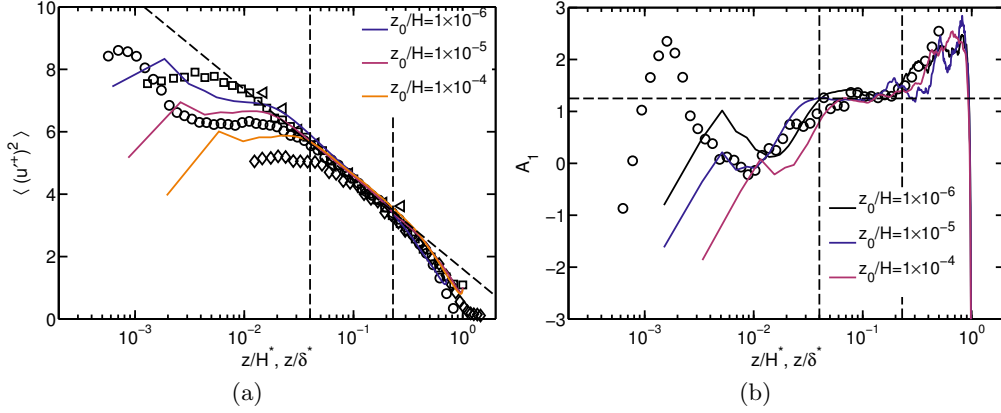 10
8
6
4
2
0
⟨ (u'⁺)² ⟩
z₀/H=1×10⁻⁶
z₀/H=1×10⁻⁵
z₀/H=1×10⁻⁴
10⁻³
10⁻²
10⁻¹
10⁰
z/H*, z/δ*
(a)
3
2
1
0
−1
−2
−3
A₁
z₀/H=1×10⁻⁶
z₀/H=1×10⁻⁵
z₀/H=1×10⁻⁴
10⁻³
10⁻²
10⁻¹
10⁰
z/H*, z/δ*
(b)